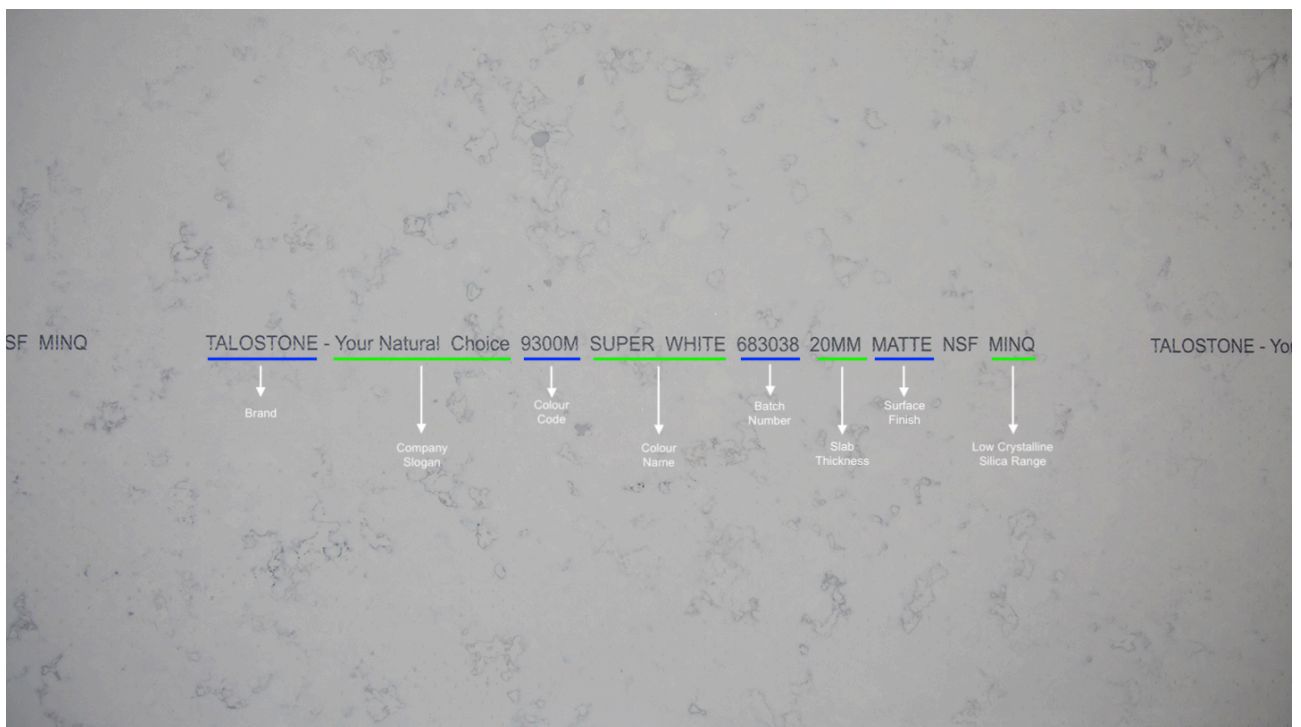 SF MINQ TALOSTONE - Your Natural Choice 9300M SUPER WHITE 683038 20MM MATTE NSF MINQ TALOSTONE - You
Brand
Company
Slogan
Colour
Code
Colour
Name
Batch
Number
Slab
Thickness
Surface
Finish
Low Crystalline
Silica Range